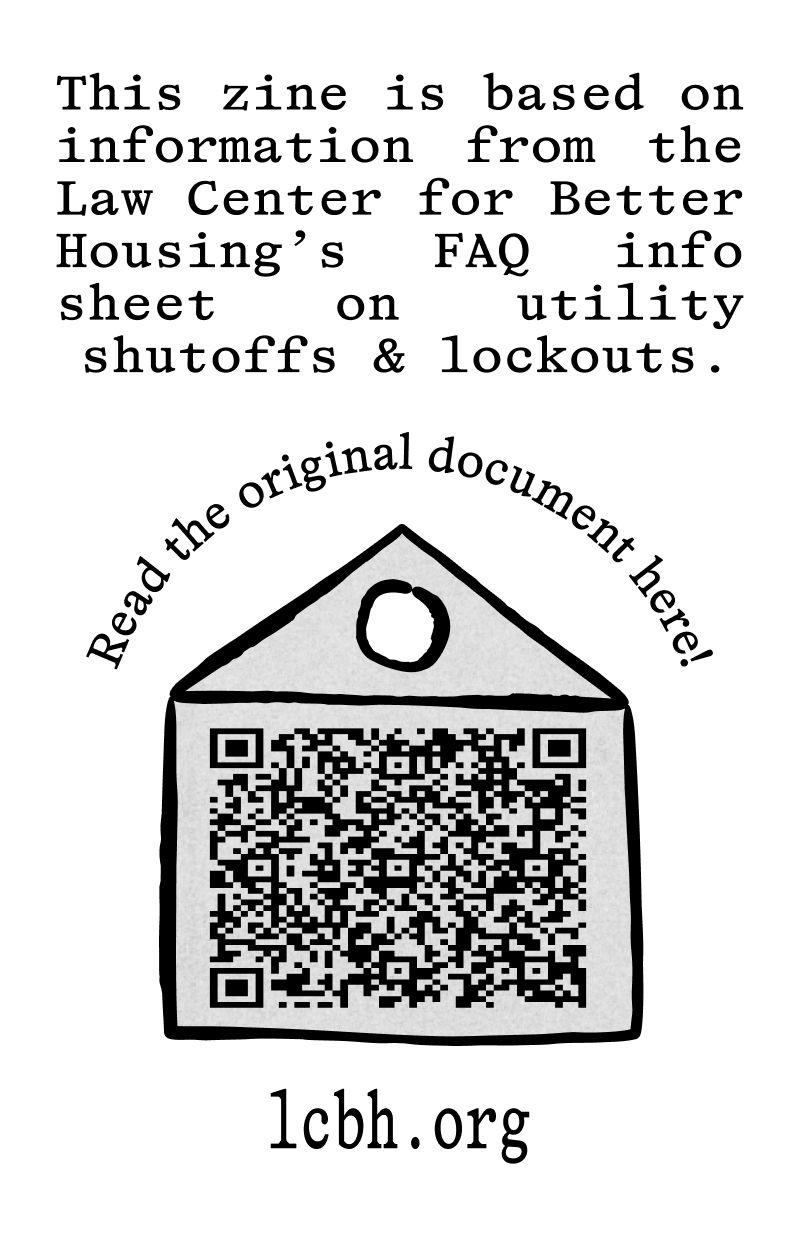 This zine is based on
information from the
Law Center for Better
Housing’s FAQ info
sheet on utility
shutoffs & lockouts.
Read the original document here!
lcbh.org